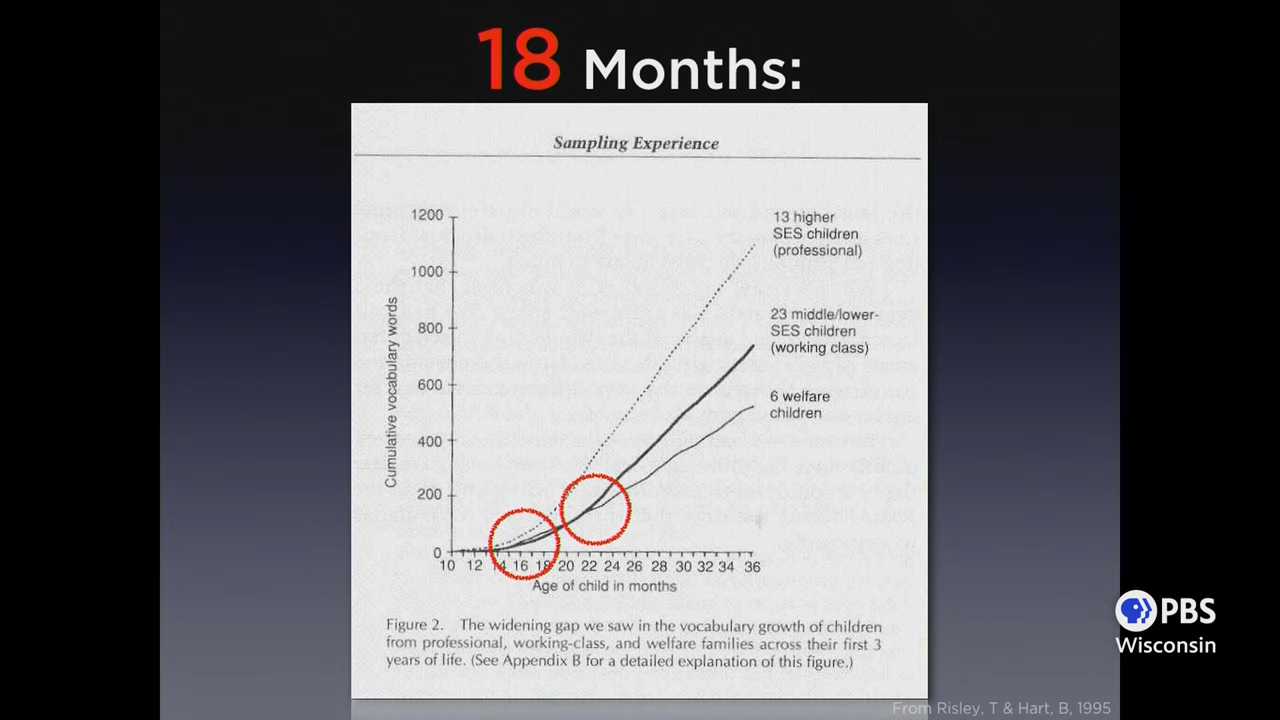 18 Months:
Sampling Experience
1200
1000
800
600
400
200
0
Cumulative vocabulary words
13 higher
SES children
(professional)
23 middle/lower-
SES children
(working class)
6 welfare
children
10 12 14 16 18 20 22 24 26 28 30 32 34 36
Age of child in months
Figure 2. The widening gap we saw in the vocabulary growth of children
from professional, working-class, and welfare families across their first 3
years of life. (See Appendix B for a detailed explanation of this figure.)
PBS
Wisconsin
From Risley, T & Hart, B, 1995